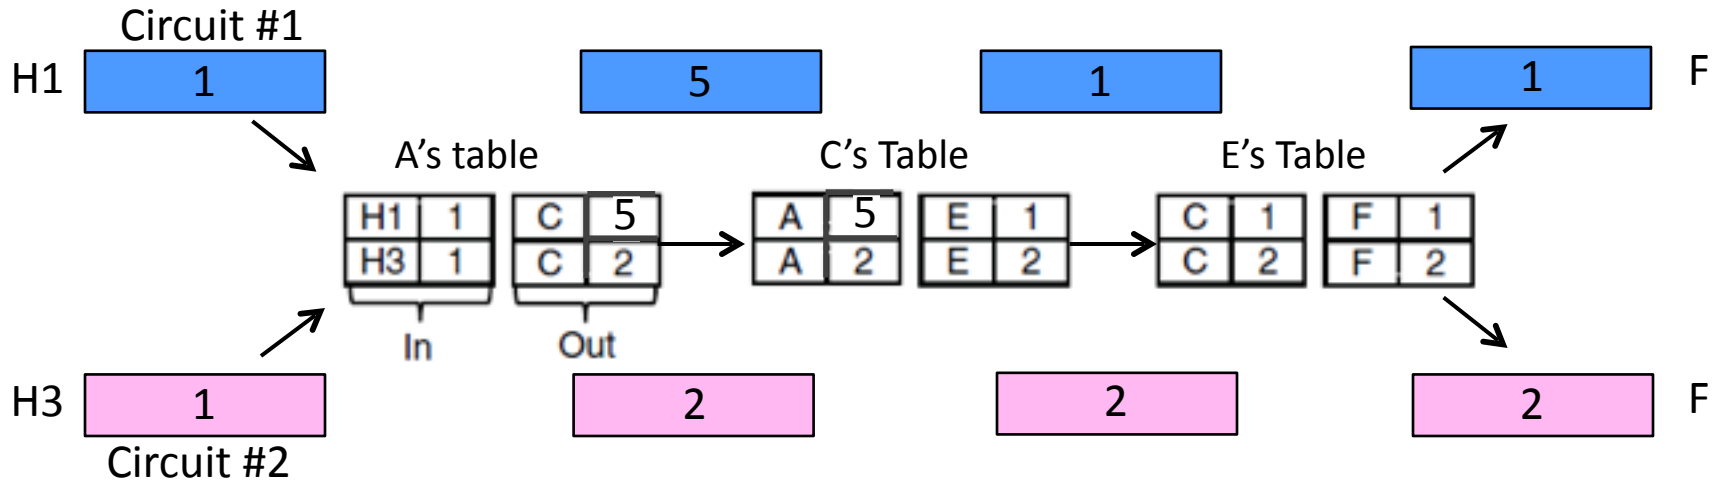 Circuit #1
H1 1 5 1 1 F
A's table C's Table E's Table
H1 1 C 5 A 5 E 1 C 1 F 1
H3 1 C 2 A 2 E 2 C 2 F 2
In Out
H3 1 2 2 2 F
Circuit #2